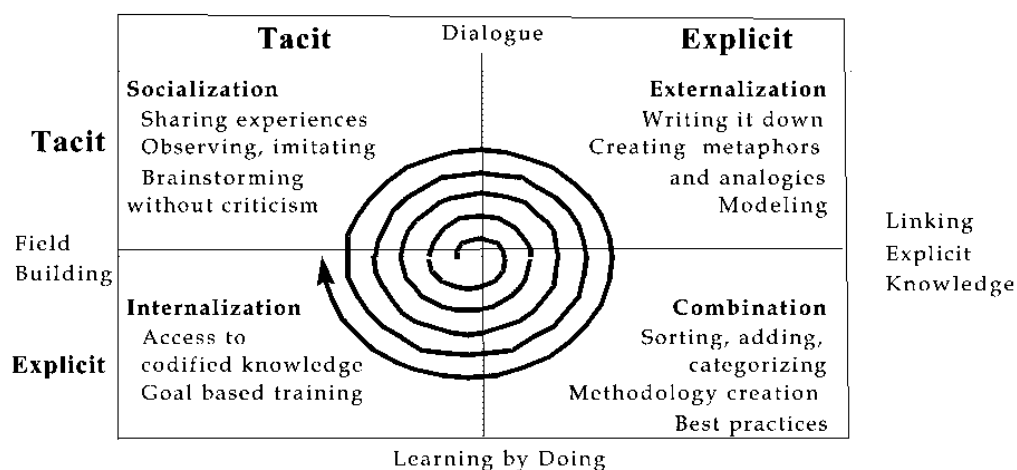 Tacit
Dialogue
Explicit
Socialization
Sharing experiences
Observing, imitating
Brainstorming
without criticism
Externalization
Writing it down
Creating metaphors
and analogies
Modeling
Tacit
Field
Building
Linking
Explicit
Knowledge
Internalization
Access to
codified knowledge
Goal based training
Combination
Sorting, adding,
categorizing
Methodology creation
Best practices
Explicit
Learning by Doing